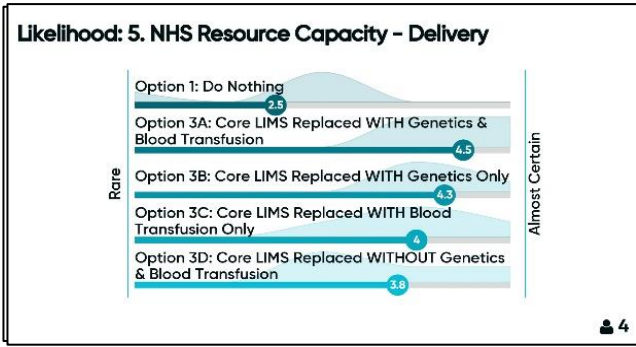 Likelihood: 5. NHS Resource Capacity - Delivery
Option 1: Do Nothing
2.5
Option 3A: Core LIMS Replaced WITH Genetics &
Blood Transfusion
4.5
Option 3B: Core LIMS Replaced WITH Genetics Only
4.3
Option 3C: Core LIMS Replaced WITH Blood
Transfusion Only
4
Option 3D: Core LIMS Replaced WITHOUT Genetics
& Blood Transfusion
3.8
Rare
Almost Certain
4